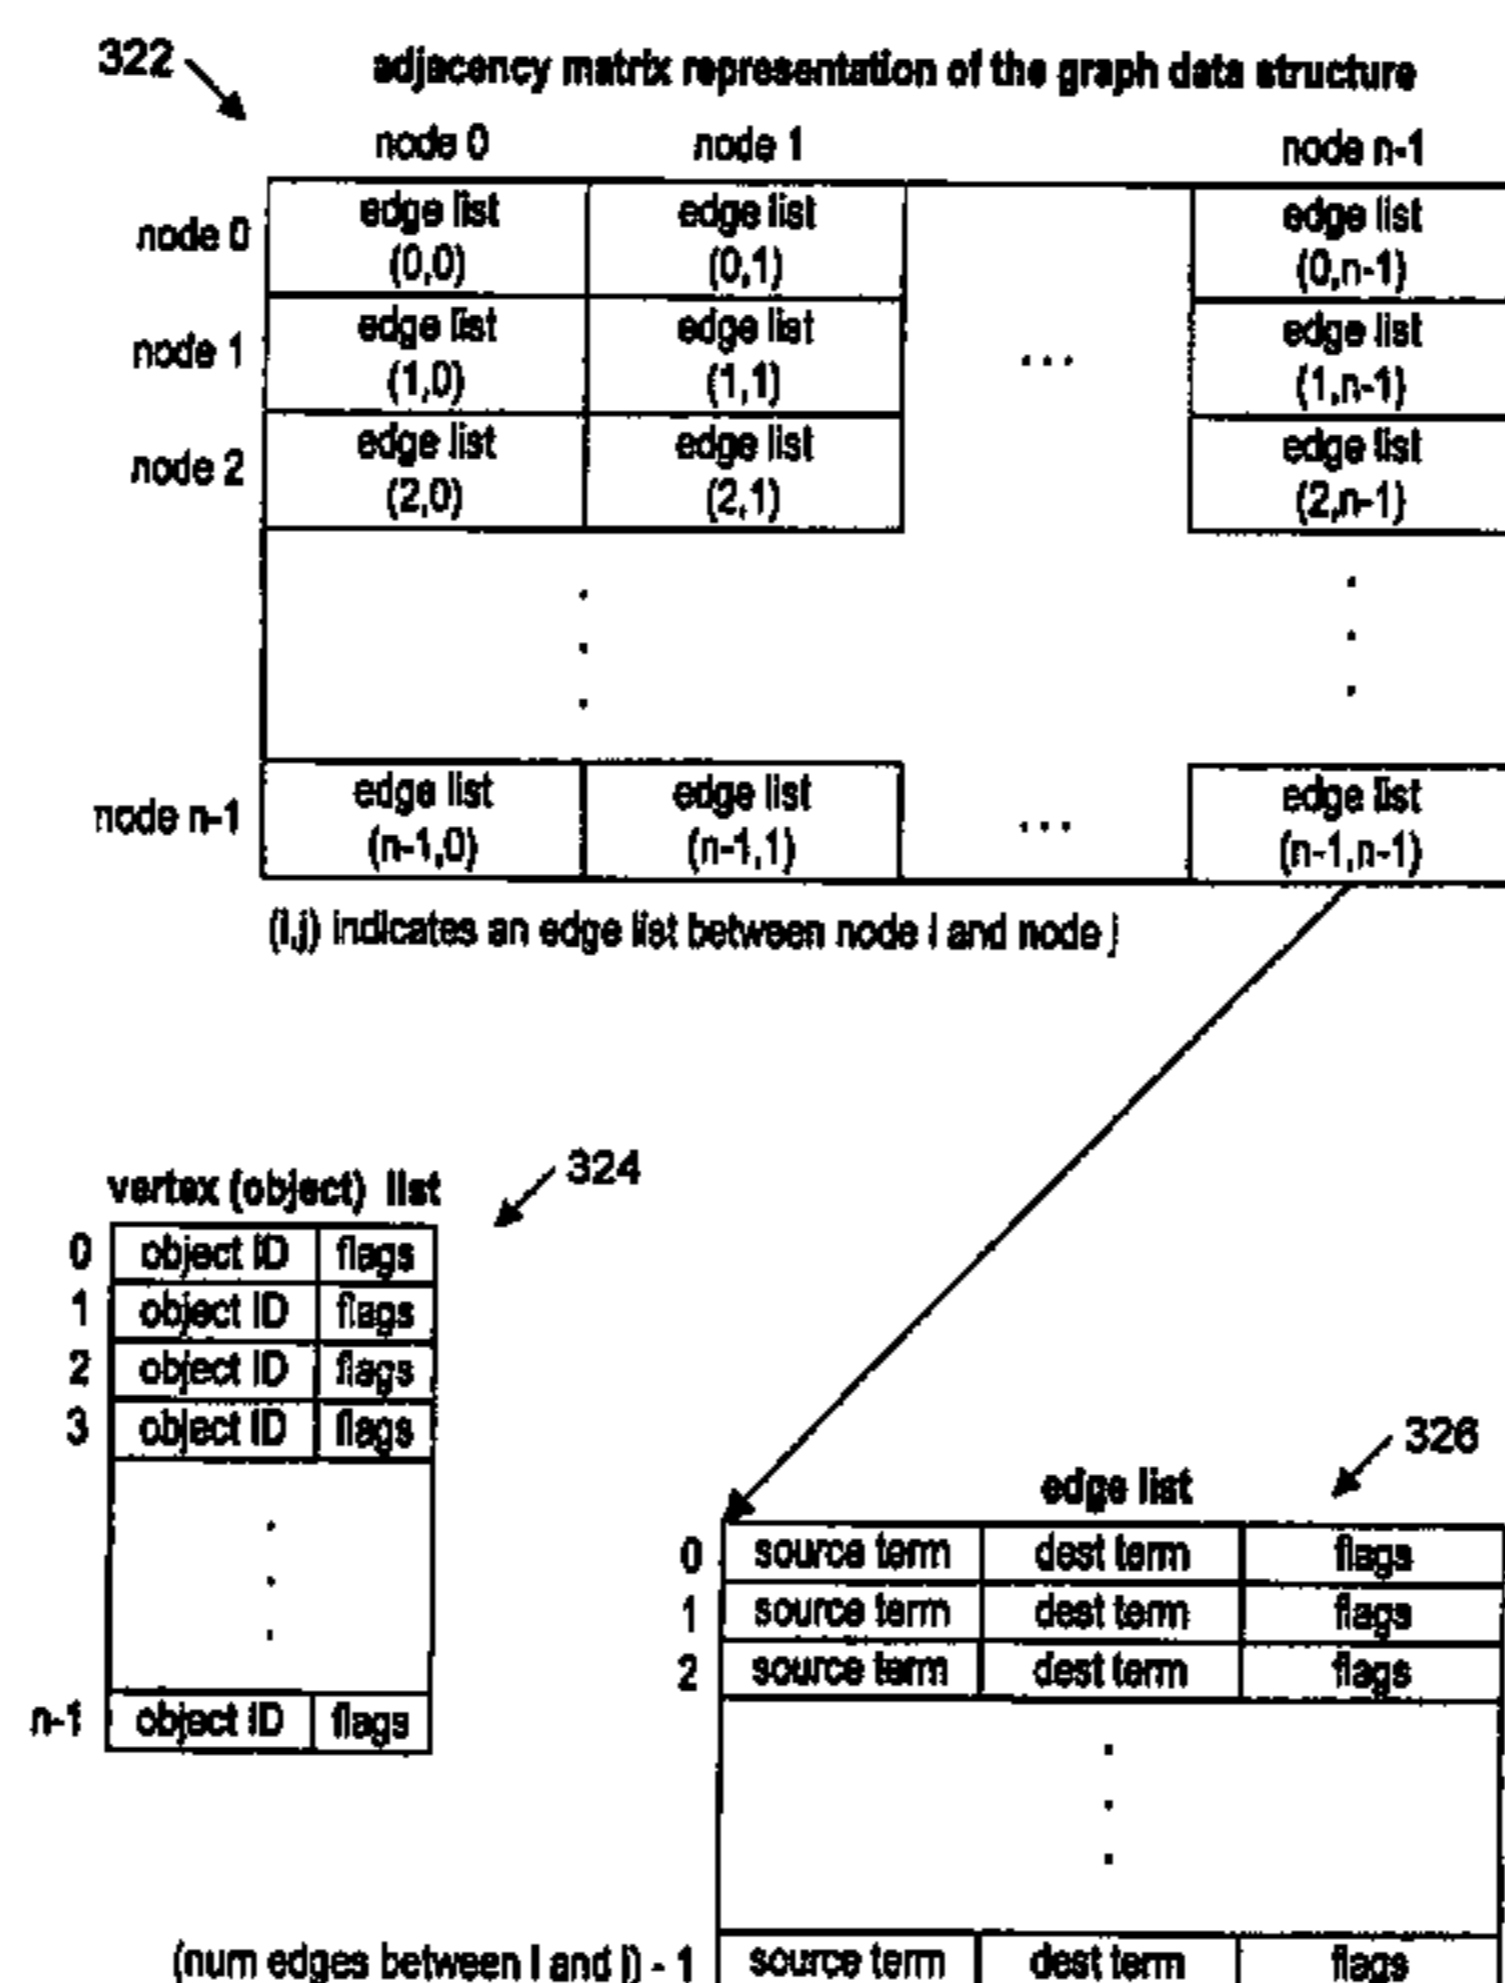 322
adjacency matrix representation of the graph data structure
node 0 node 1 node n-1
node 0 edge list (0,0) edge list (0,1) edge list (0,n-1)
node 1 edge list (1,0) edge list (1,1) ... edge list (1,n-1)
node 2 edge list (2,0) edge list (2,1) edge list (2,n-1)
node n-1 edge list (n-1,0) edge list (n-1,1) ... edge list (n-1,n-1)
(i,j) indicates an edge list between node i and node j
324
vertex (object) list
0 object ID flags
1 object ID flags
2 object ID flags
3 object ID flags
n-1 object ID flags
326
edge list
0 source term dest term flags
1 source term dest term flags
2 source term dest term flags
(num edges between i and j) - 1 source term dest term flags